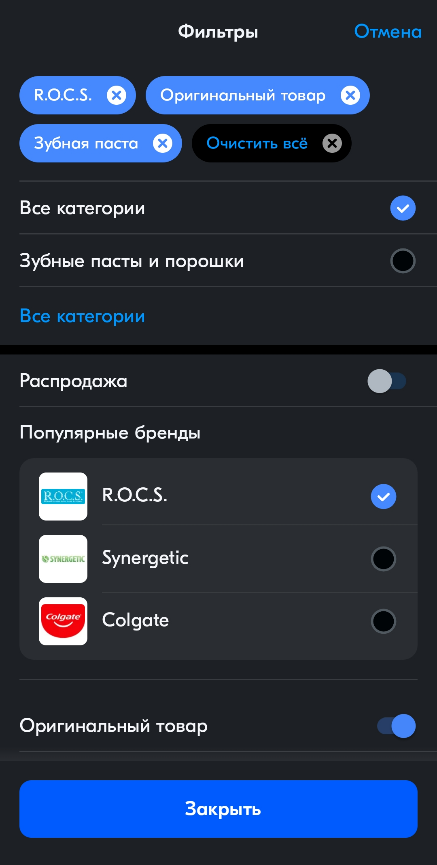 Фильтры
Отмена
R.O.C.S.
Оригинальный товар
Зубная паста
Очистить всё
Все категории
Зубные пасты и порошки
Все категории
Распродажа
Популярные бренды
R.O.C.S.
R.O.C.S.
SYNERGETIC
Synergetic
Colgate
Colgate
Оригинальный товар
Закрыть